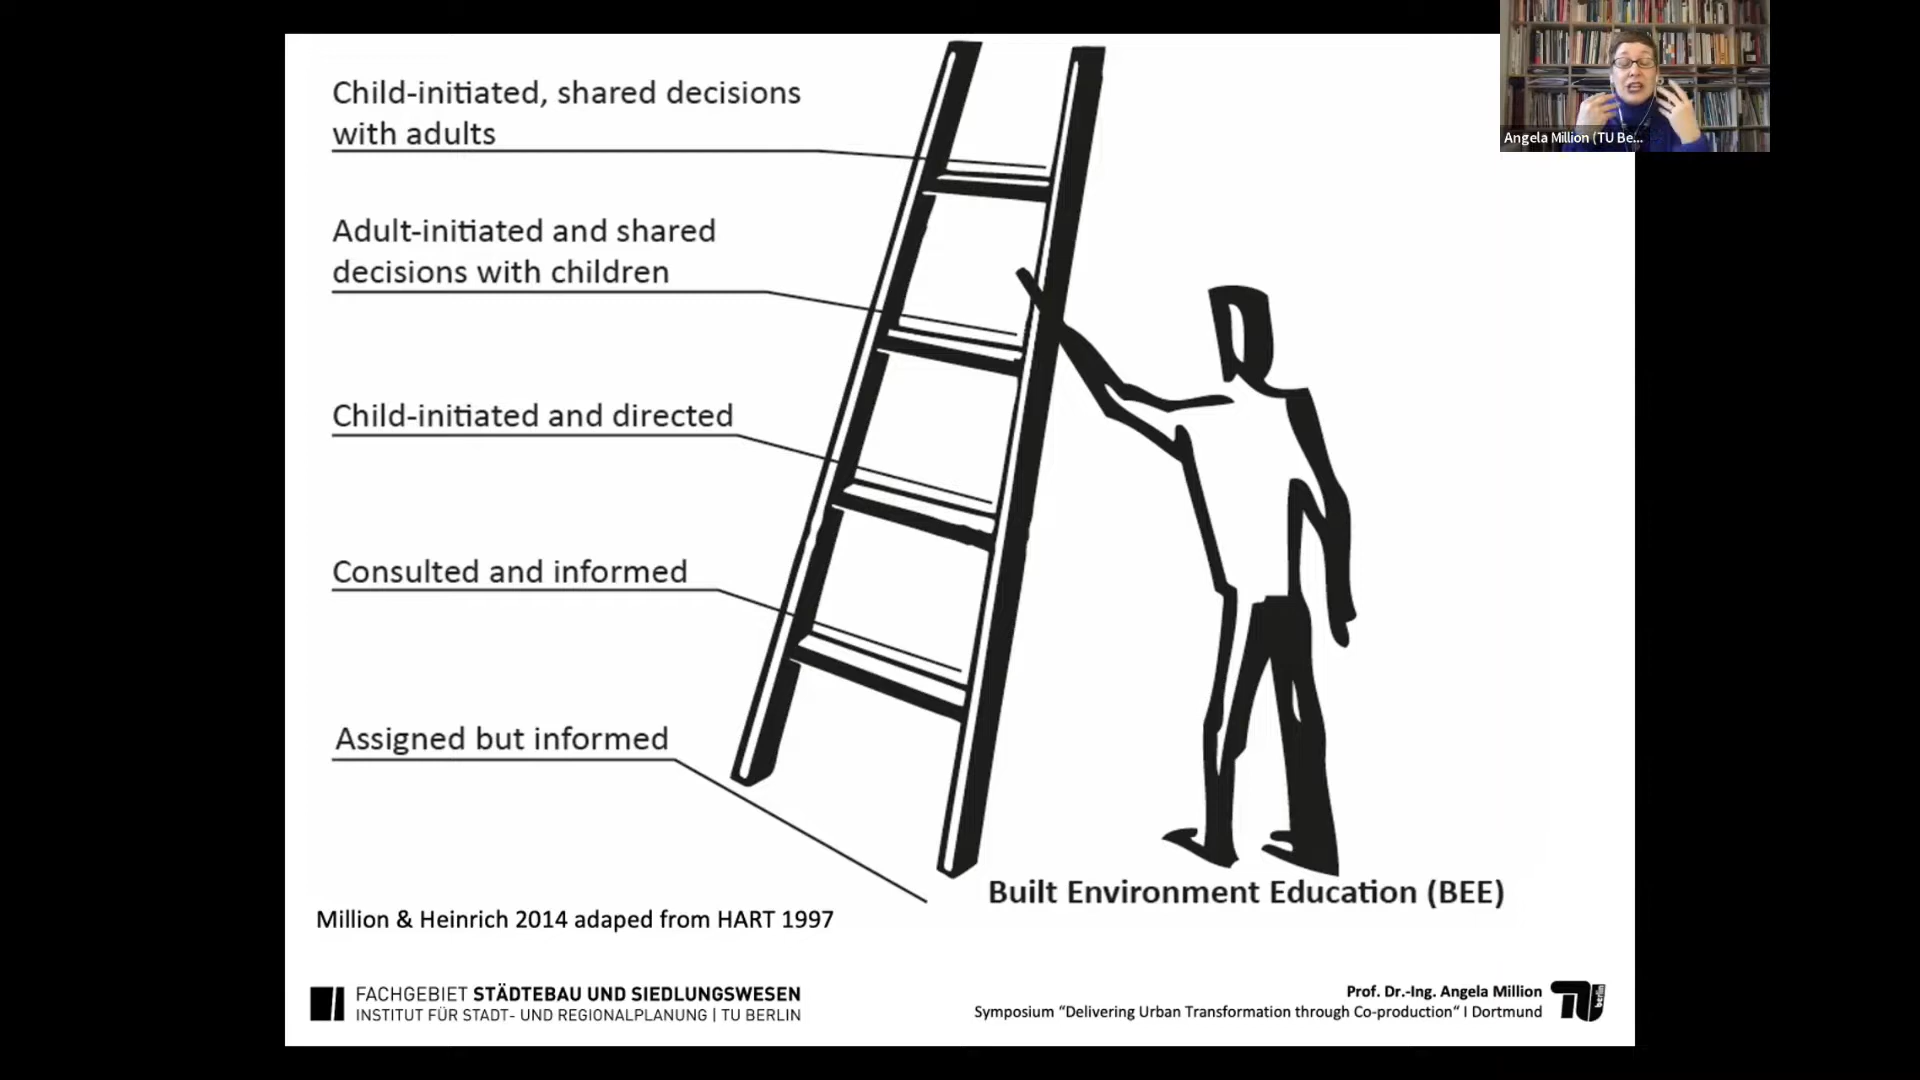 Child-initiated, shared decisions
with adults
Adult-initiated and shared
decisions with children
Child-initiated and directed
Consulted and informed
Assigned but informed
Built Environment Education (BEE)
Million & Heinrich 2014 adaped from HART 1997
FACHGEBIET STÄDTEBAU UND SIEDLUNGSWESEN
INSTITUT FÜR STADT- UND REGIONALPLANUNG | TU BERLIN
Prof. Dr.-Ing. Angela Million
Symposium “Delivering Urban Transformation through Co-production“ I Dortmund
TU berlin
Angela Million (TU Be...